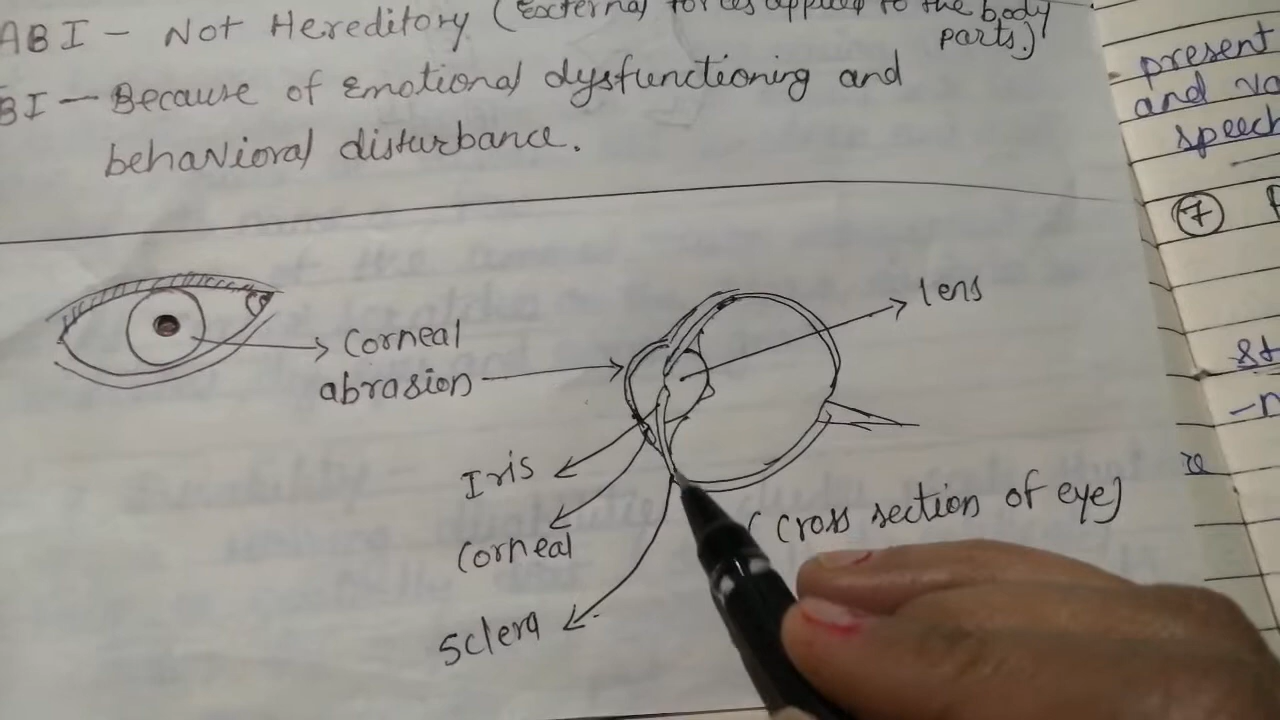 ABI - Not Hereditory (External forces applied to the body
parts.)
BI - Because of Emotional dysfunctioning and
behavioral disturbance.
lens
corneal
abrasion
Iris
corneal
sclera
(cross section of eye)
present
and
speech
7